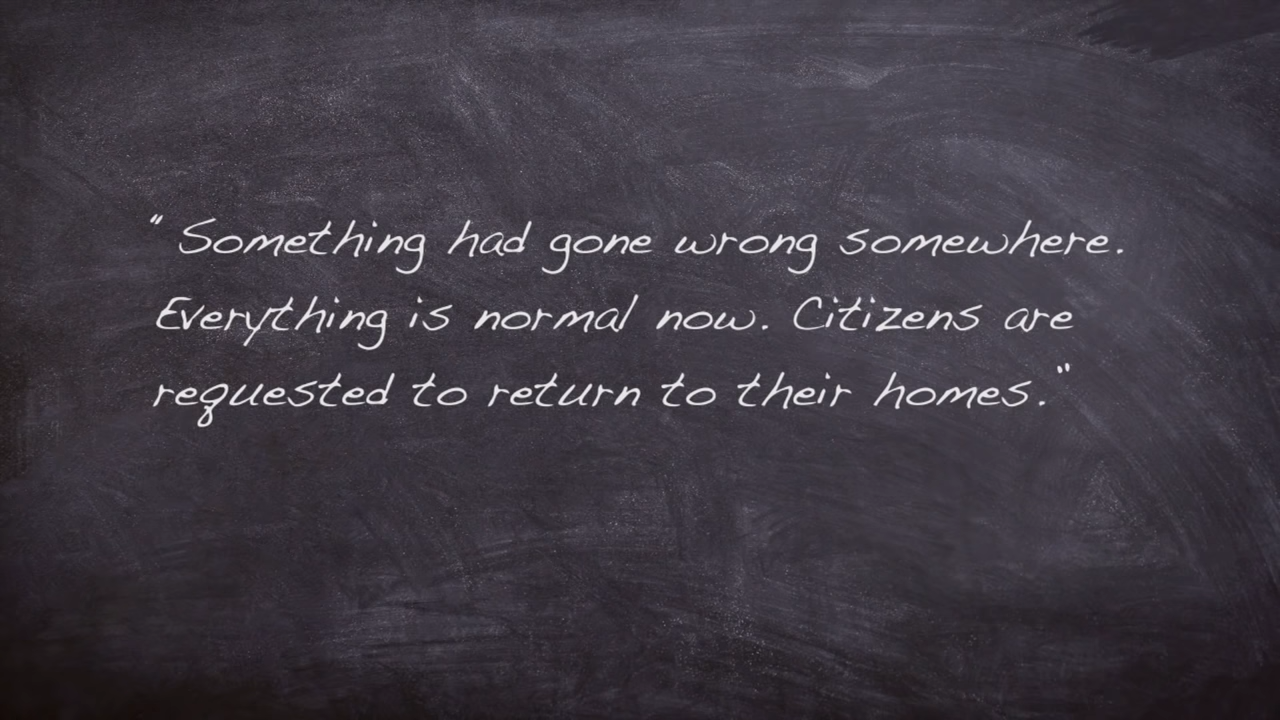 “Something had gone wrong somewhere.
Everything is normal now. Citizens are
requested to return to their homes.”